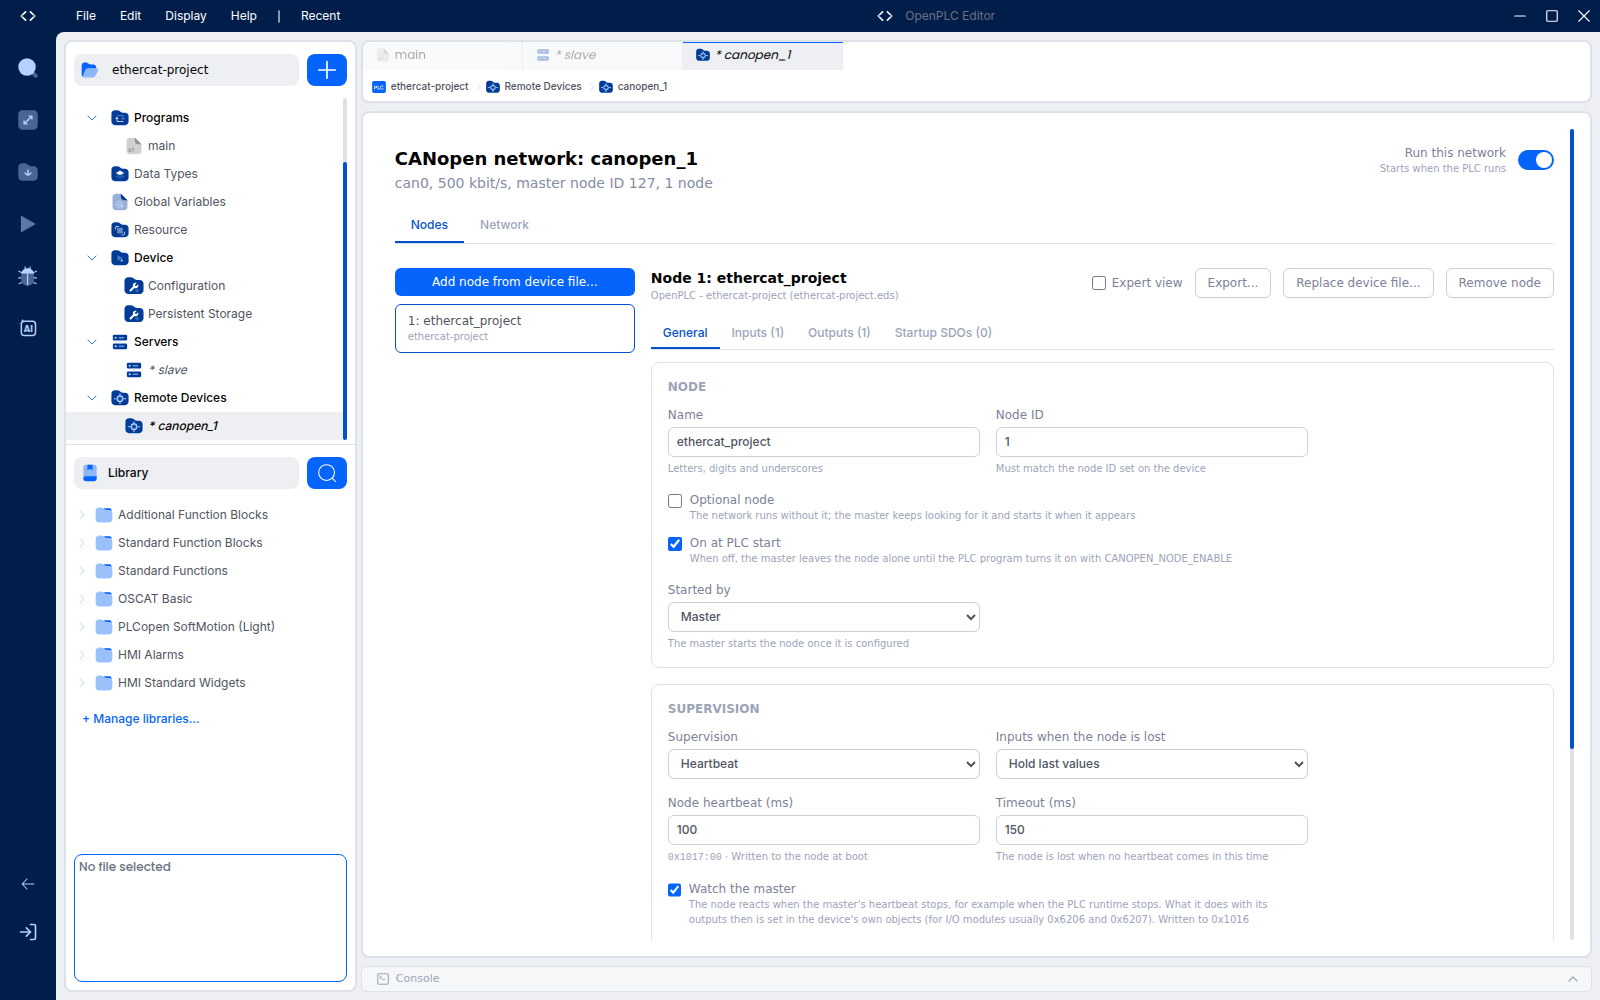 File Edit Display Help | Recent
OpenPLC Editor
ethercat-project
Programs
main
Data Types
Global Variables
Resource
Device
Configuration
Persistent Storage
Servers
* slave
Remote Devices
* canopen_1
Library
Additional Function Blocks
Standard Function Blocks
Standard Functions
OSCAT Basic
PLCopen SoftMotion (Light)
HMI Alarms
HMI Standard Widgets
+ Manage libraries...
No file selected
AI
main
* slave
* canopen_1
PLC ethercat-project Remote Devices canopen_1
CANopen network: canopen_1
can0, 500 kbit/s, master node ID 127, 1 node
Run this network
Starts when the PLC runs
Nodes Network
Add node from device file...
1: ethercat_project
ethercat-project
Node 1: ethercat_project
OpenPLC - ethercat-project (ethercat-project.eds)
Expert view Export... Replace device file... Remove node
General Inputs (1) Outputs (1) Startup SDOs (0)
NODE
Name Node ID
ethercat_project 1
Letters, digits and underscores Must match the node ID set on the device
Optional node
The network runs without it; the master keeps looking for it and starts it when it appears
On at PLC start
When off, the master leaves the node alone until the PLC program turns it on with CANOPEN_NODE_ENABLE
Started by
Master
The master starts the node once it is configured
SUPERVISION
Supervision Inputs when the node is lost
Heartbeat Hold last values
Node heartbeat (ms) Timeout (ms)
100 150
0x1017:00 · Written to the node at boot The node is lost when no heartbeat comes in this time
Watch the master
The node reacts when the master's heartbeat stops, for example when the PLC runtime stops. What it does with its
outputs then is set in the device's own objects (for I/O modules usually 0x6206 and 0x6207). Written to 0x1016
Console